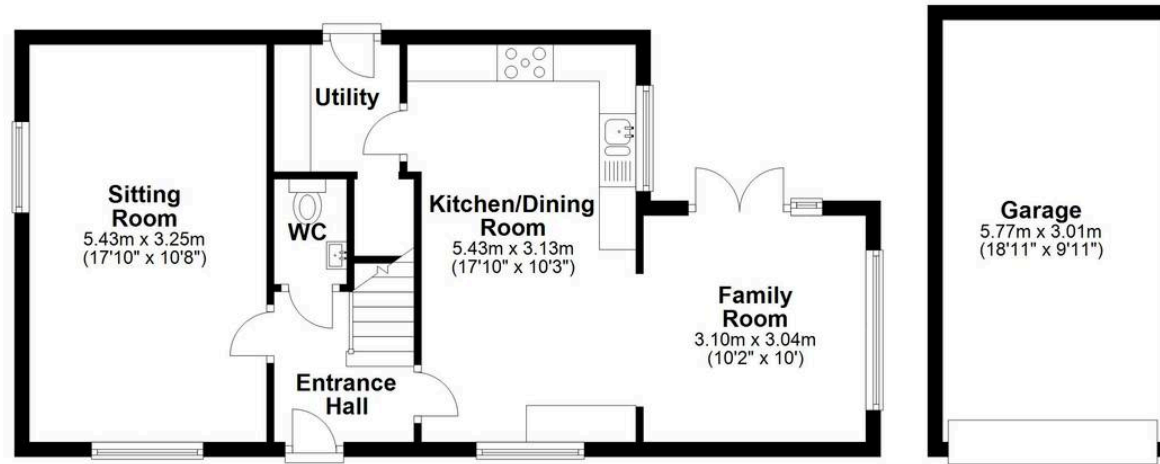 Utility
Sitting
Room
5.43m x 3.25m
(17'10" x 10'8")
WC
Kitchen/Dining
Room
5.43m x 3.13m
(17'10" x 10'3")
Garage
5.77m x 3.01m
(18'11" x 9'11")
Family
Room
3.10m x 3.04m
(10'2" x 10')
Entrance
Hall